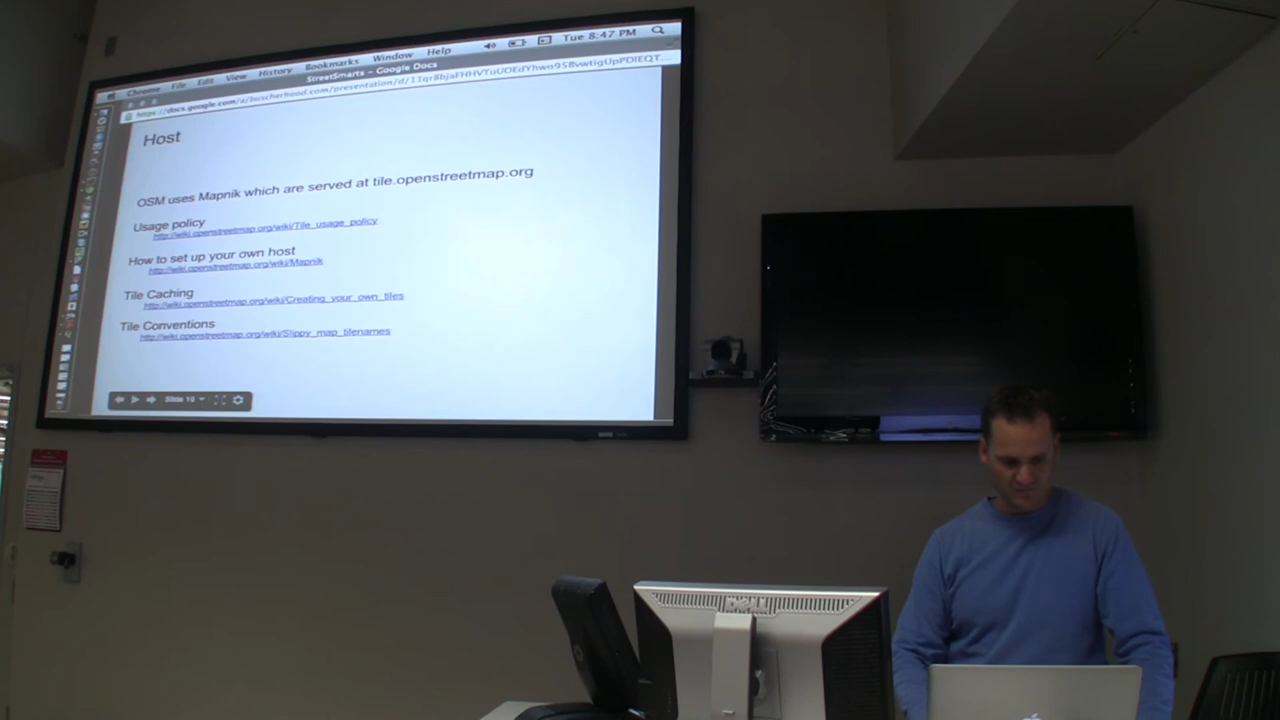 Chrome File Edit View History Bookmarks Window Help Tue 8:47 PM
StreetSmarts – Google Docs
Host
OSM uses Mapnik which are served at tile.openstreetmap.org
Usage policy
http://wiki.openstreetmap.org/wiki/Tile_usage_policy
How to set up your own host
http://wiki.openstreetmap.org/wiki/Mapnik
Tile Caching
http://wiki.openstreetmap.org/wiki/Creating_your_own_tiles
Tile Conventions
http://wiki.openstreetmap.org/wiki/Slippy_map_tilenames
Slide 10
DELL